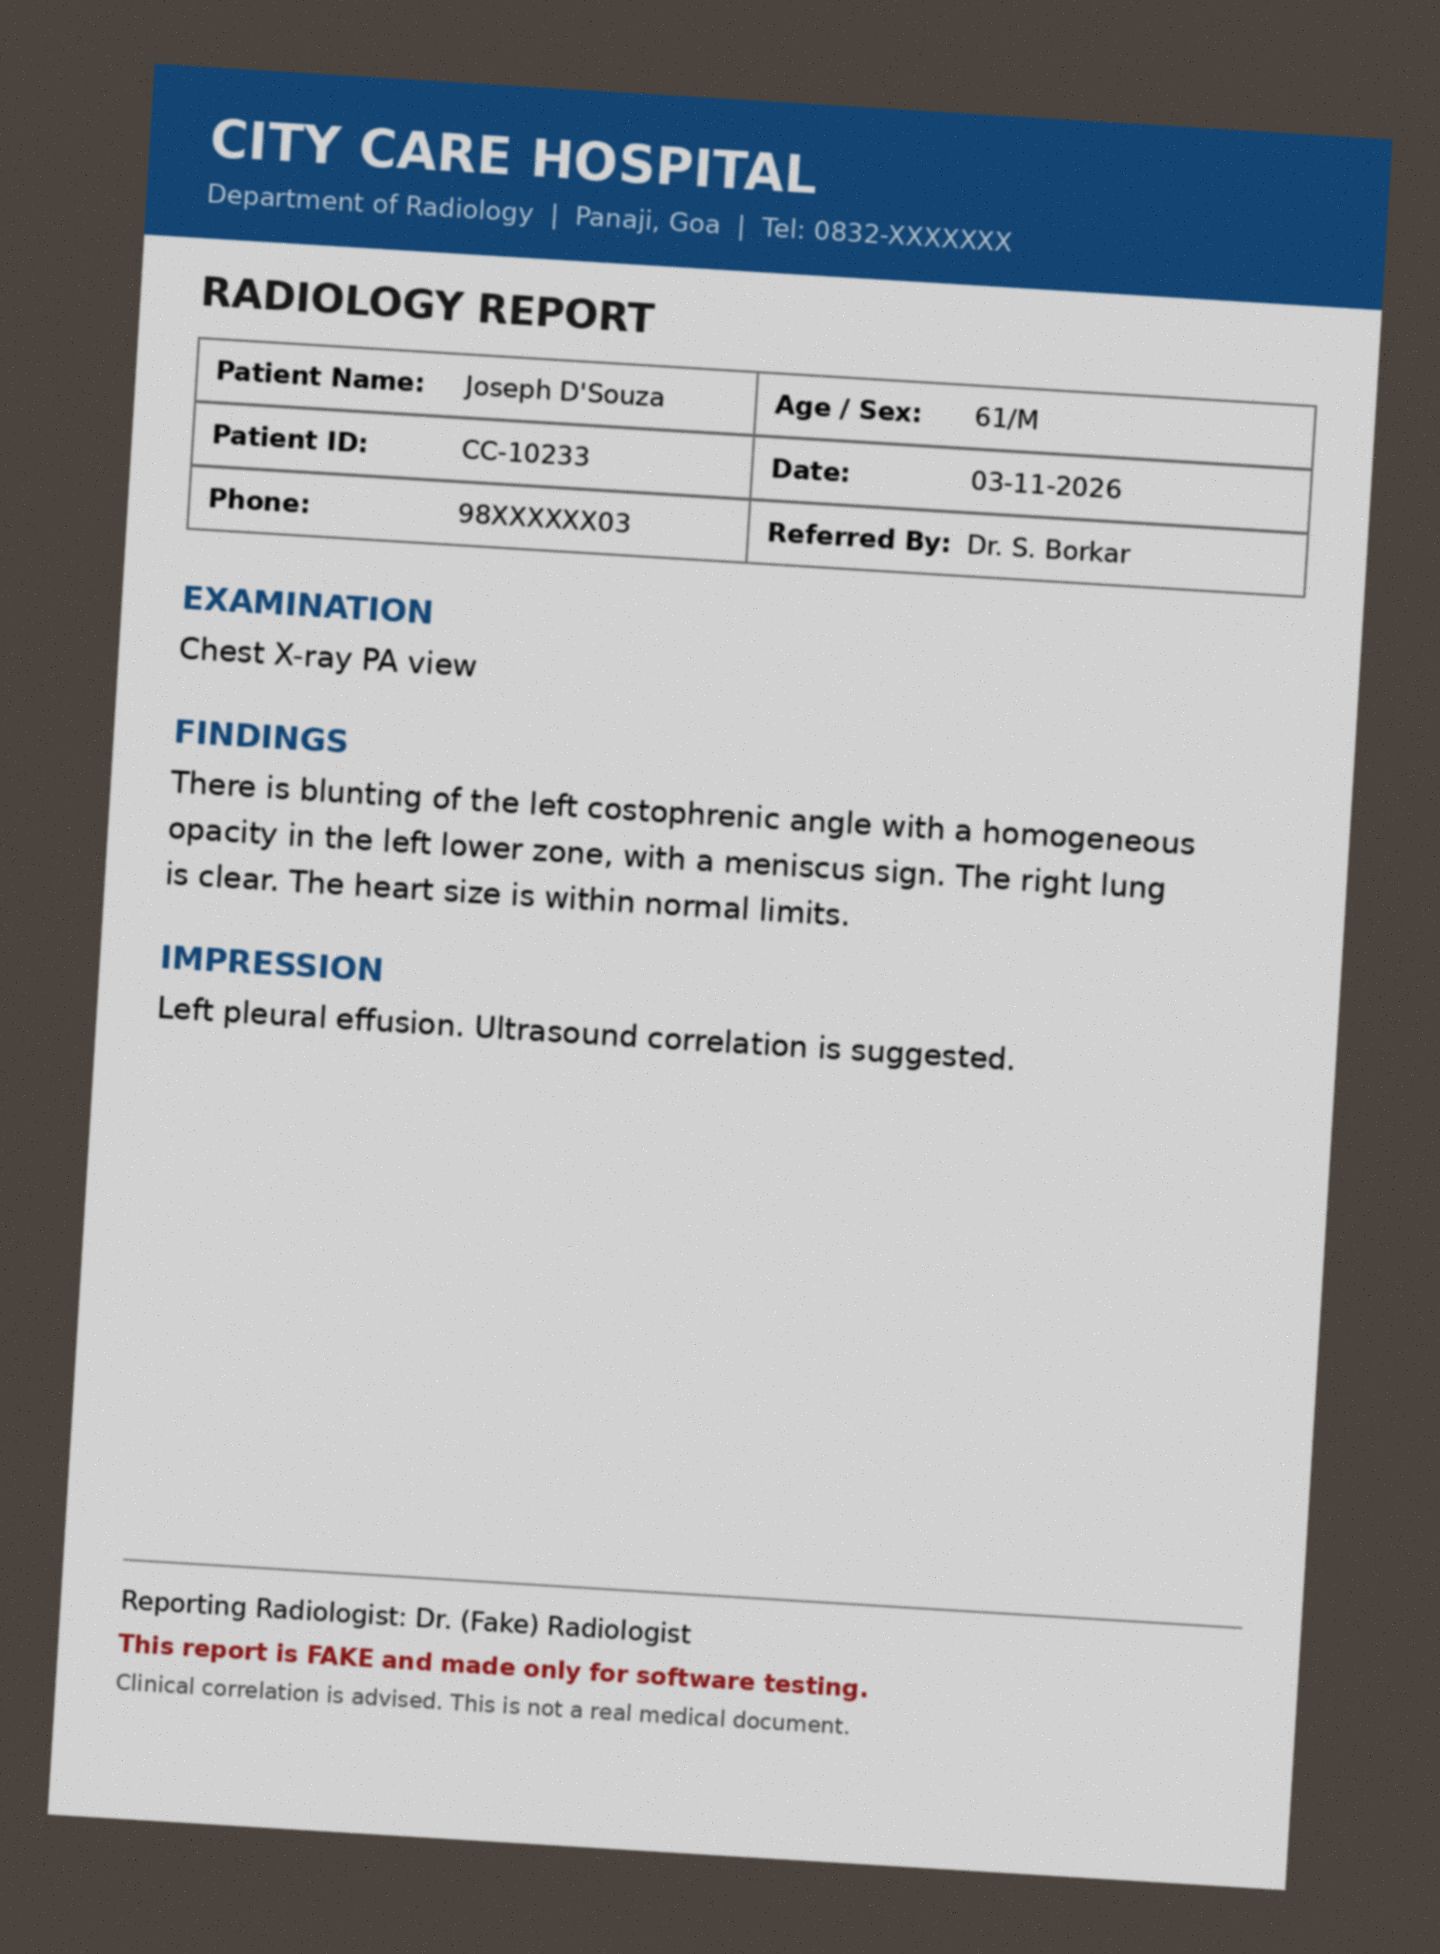 CITY CARE HOSPITAL
Department of Radiology | Panaji, Goa | Tel: 0832-XXXXXXX
RADIOLOGY REPORT
Patient Name: Joseph D'Souza Age / Sex: 61/M
Patient ID: CC-10233 Date: 03-11-2026
Phone: 98XXXXXX03 Referred By: Dr. S. Borkar
EXAMINATION
Chest X-ray PA view
FINDINGS
There is blunting of the left costophrenic angle with a homogeneous
opacity in the left lower zone, with a meniscus sign. The right lung
is clear. The heart size is within normal limits.
IMPRESSION
Left pleural effusion. Ultrasound correlation is suggested.
Reporting Radiologist: Dr. (Fake) Radiologist
This report is FAKE and made only for software testing.
Clinical correlation is advised. This is not a real medical document.